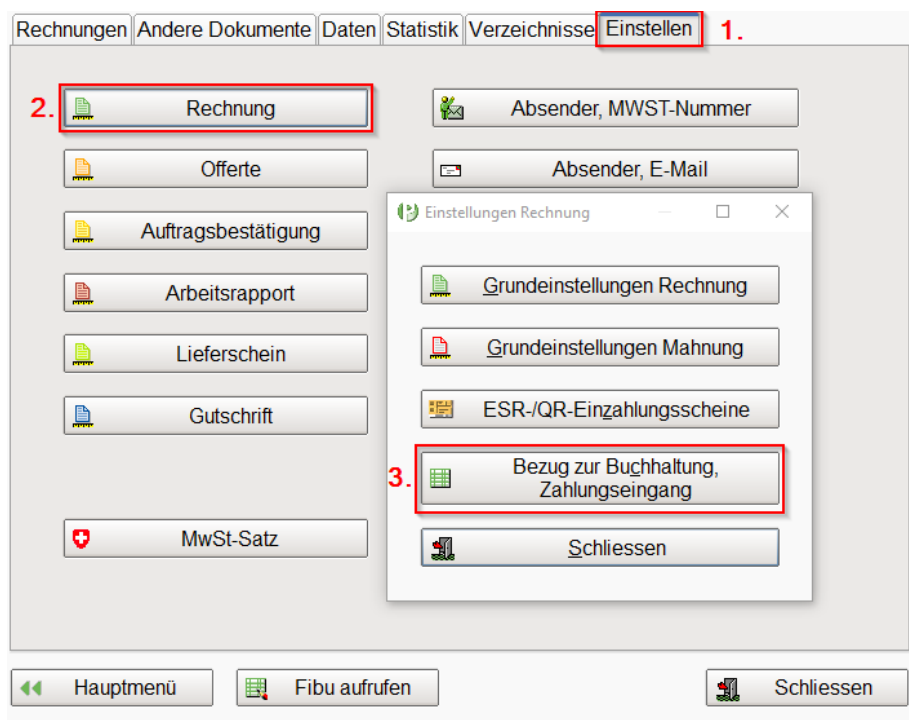 Rechnungen Andere Dokumente Daten Statistik Verzeichnisse Einstellen 1.
2. Rechnung
Absender, MWST-Nummer
Offerte
Absender, E-Mail
Auftragsbestätigung
Arbeitsrapport
Lieferschein
Gutschrift
MwSt-Satz
Einstellungen Rechnung
Grundeinstellungen Rechnung
Grundeinstellungen Mahnung
ESR-/QR-Einzahlungsscheine
3. Bezug zur Buchhaltung,
Zahlungseingang
Schliessen
Hauptmenü
Fibu aufrufen
Schliessen